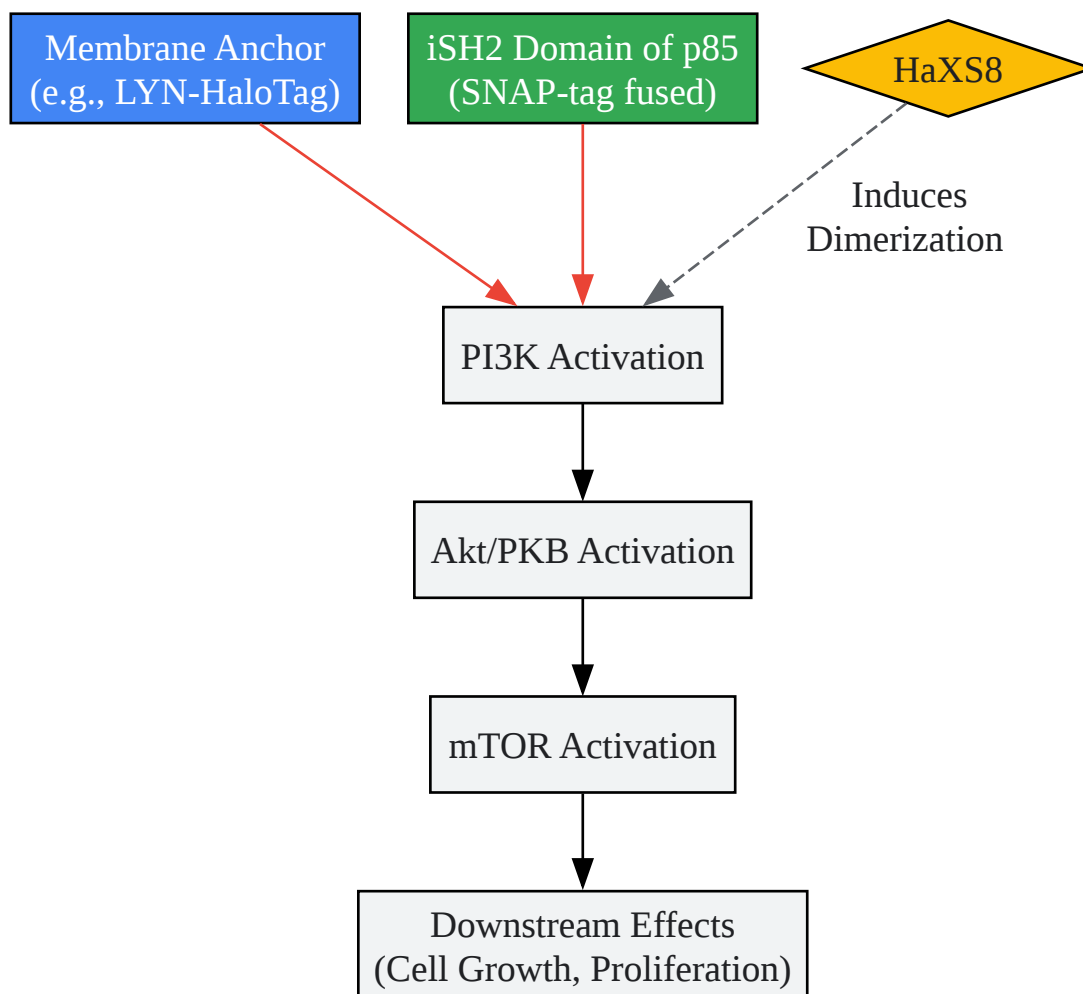 Membrane Anchor
(e.g., LYN-HaloTag)
iSH2 Domain of p85
(SNAP-tag fused)
HaXS8
Induces
Dimerization
PI3K Activation
Akt/PKB Activation
mTOR Activation
Downstream Effects
(Cell Growth, Proliferation)